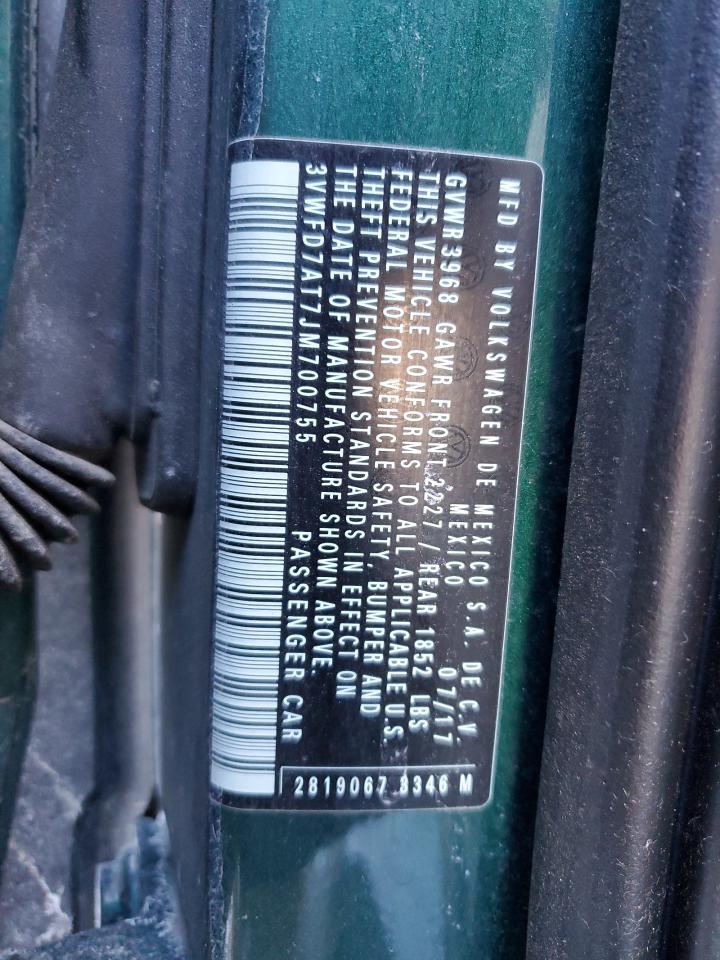 MFD BY VOLKSWAGEN DE MEXICO S.A. DE C.V.
MEXICO 07/17
GVWR 3968 GAWR FRONT 2227/ REAR 1852 LBS
THIS VEHICLE CONFORMS TO ALL APPLICABLE U.S.
FEDERAL MOTOR VEHICLE SAFETY, BUMPER AND
THEFT PREVENTION STANDARDS IN EFFECT ON
THE DATE OF MANUFACTURE SHOWN ABOVE.
3VWFD7AT7JM700755 PASSENGER CAR
2819067 3346 M